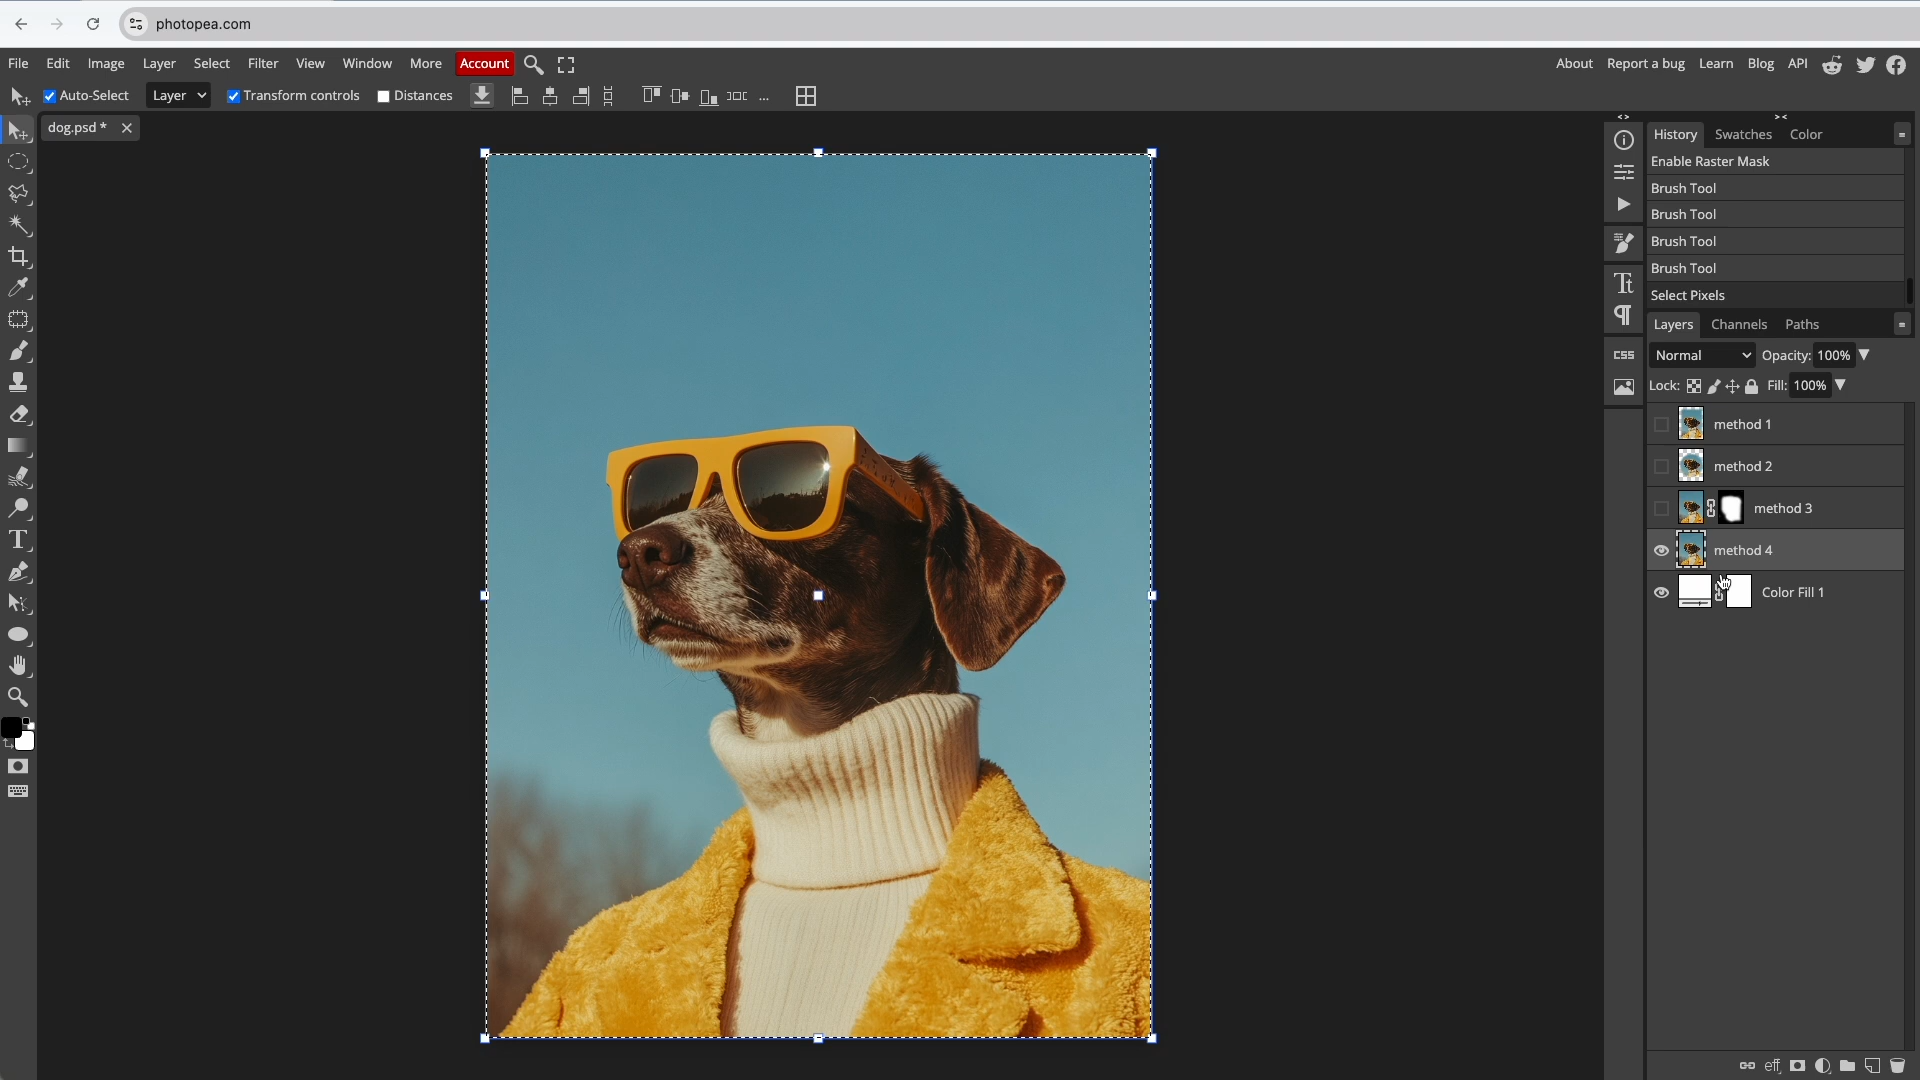 photopea.com
File Edit Image Layer Select Filter View Window More Account
About Report a bug Learn Blog API
Auto-Select Layer Transform controls Distances ...
dog.psd *
History Swatches Color
Enable Raster Mask
Brush Tool
Brush Tool
Brush Tool
Brush Tool
Select Pixels
Layers Channels Paths
Normal Opacity: 100%
Lock: Fill: 100%
CSS
method 1
method 2
method 3
method 4
Color Fill 1
eff